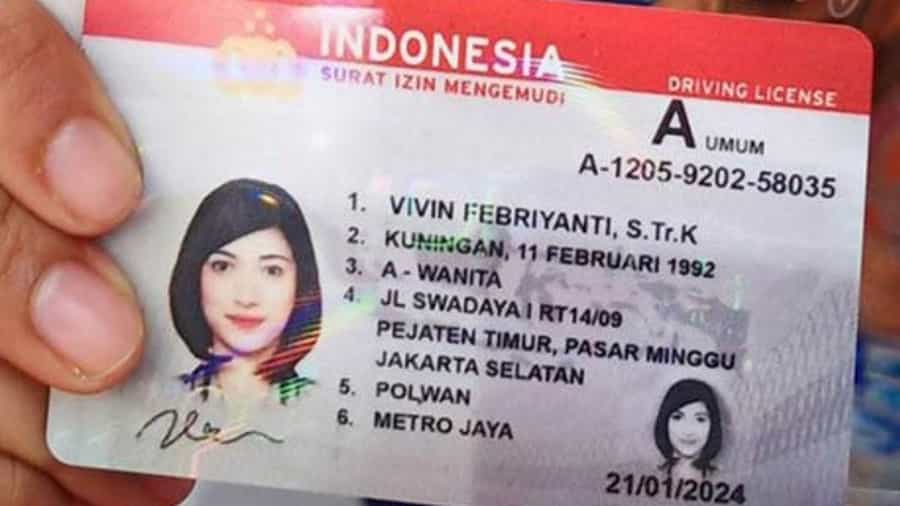 INDONESIA
SURAT IZIN MENGEMUDI
DRIVING LICENSE
A UMUM
A-1205-9202-58035
1. VIVIN FEBRIYANTI, S.Tr.K
2. KUNINGAN, 11 FEBRUARI 1992
3. A - WANITA
4. JL SWADAYA I RT14/09
PEJATEN TIMUR, PASAR MINGGU
JAKARTA SELATAN
5. POLWAN
6. METRO JAYA
21/01/2024